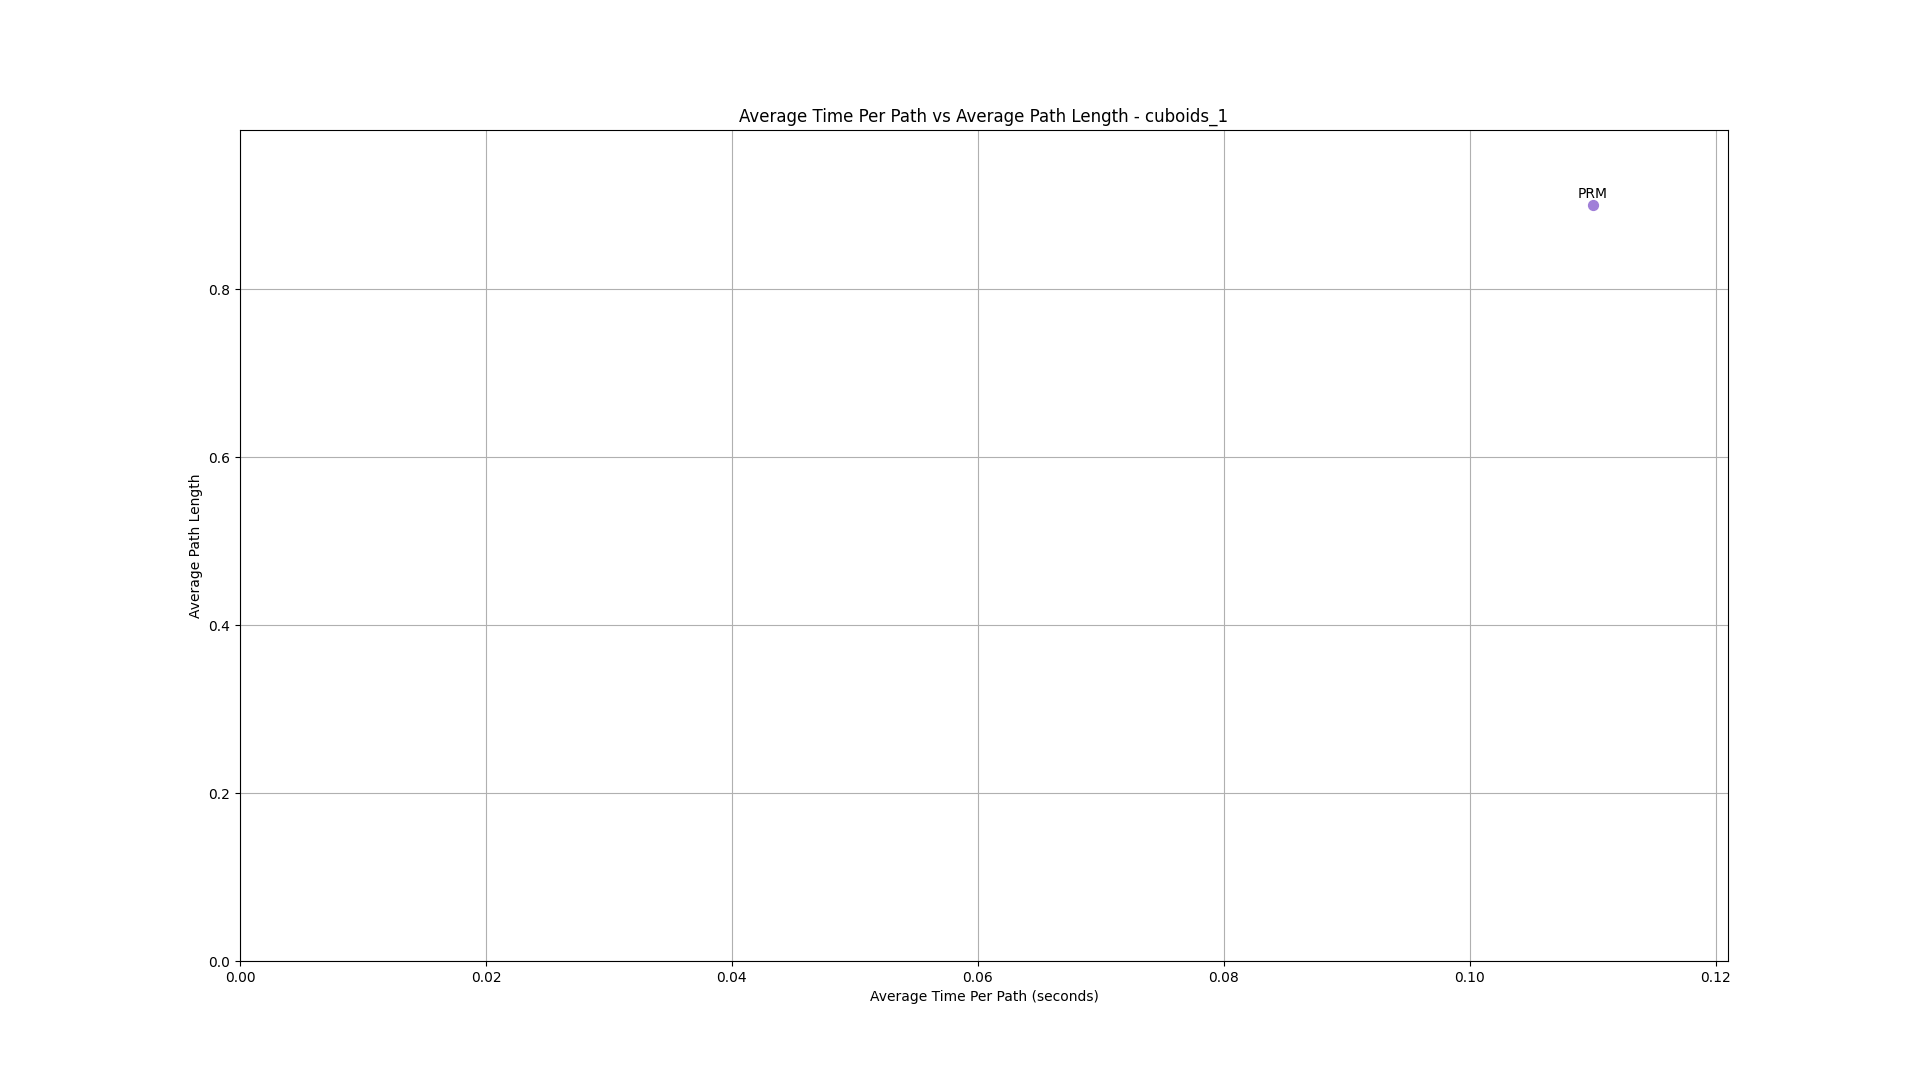 Average Time Per Path vs Average Path Length - cuboids_1
PRM
0.8
0.6
0.4
0.2
0.0
Average Path Length
0.00 0.02 0.04 0.06 0.08 0.10 0.12
Average Time Per Path (seconds)